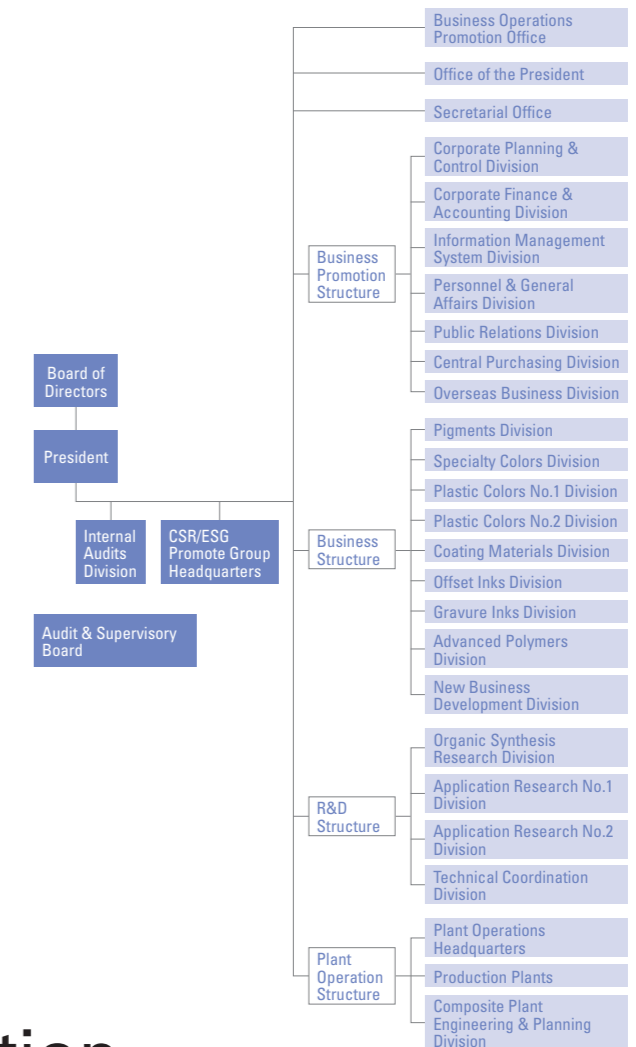 Business Operations
Promotion Office
Office of the President
Secretarial Office
Corporate Planning &
Control Division
Corporate Finance &
Accounting Division
Information Management
System Division
Personnel & General
Affairs Division
Public Relations Division
Central Purchasing Division
Overseas Business Division
Business
Promotion
Structure
Board of
Directors
President
Internal
Audits
Division
CSR/ESG
Promote Group
Headquarters
Audit & Supervisory
Board
Business
Structure
Pigments Division
Specialty Colors Division
Plastic Colors No.1 Division
Plastic Colors No.2 Division
Coating Materials Division
Offset Inks Division
Gravure Inks Division
Advanced Polymers
Division
New Business
Development Division
R&D
Structure
Organic Synthesis
Research Division
Application Research No.1
Division
Application Research No.2
Division
Technical Coordination
Division
Plant
Operation
Structure
Plant Operations
Headquarters
Production Plants
Composite Plant
Engineering & Planning
Division